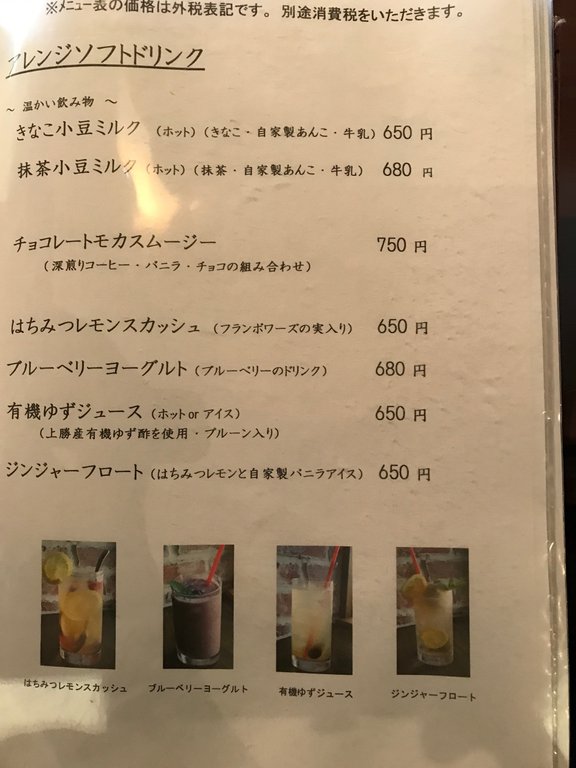 ※メニュー表の価格は外税表記です。別途消費税をいただきます。
アレンジソフトドリンク
～ 温かい飲み物 ～
きなこ小豆ミルク (ホット) (きなこ・自家製あんこ・牛乳) 650 円
抹茶小豆ミルク (ホット) (抹茶・自家製あんこ・牛乳) 680 円
チョコレートモカスムージー 750 円
(深煎りコーヒー・バニラ・チョコの組み合わせ)
はちみつレモンスカッシュ (フランボワーズの実入り) 650 円
ブルーベリーヨーグルト (ブルーベリーのドリンク) 680 円
有機ゆずジュース (ホット or アイス) 650 円
(上勝産有機ゆず酢を使用・プルーン入り)
ジンジャーフロート (はちみつレモンと自家製バニラアイス) 650 円
はちみつレモンスカッシュ
ブルーベリーヨーグルト
有機ゆずジュース
ジンジャーフロート